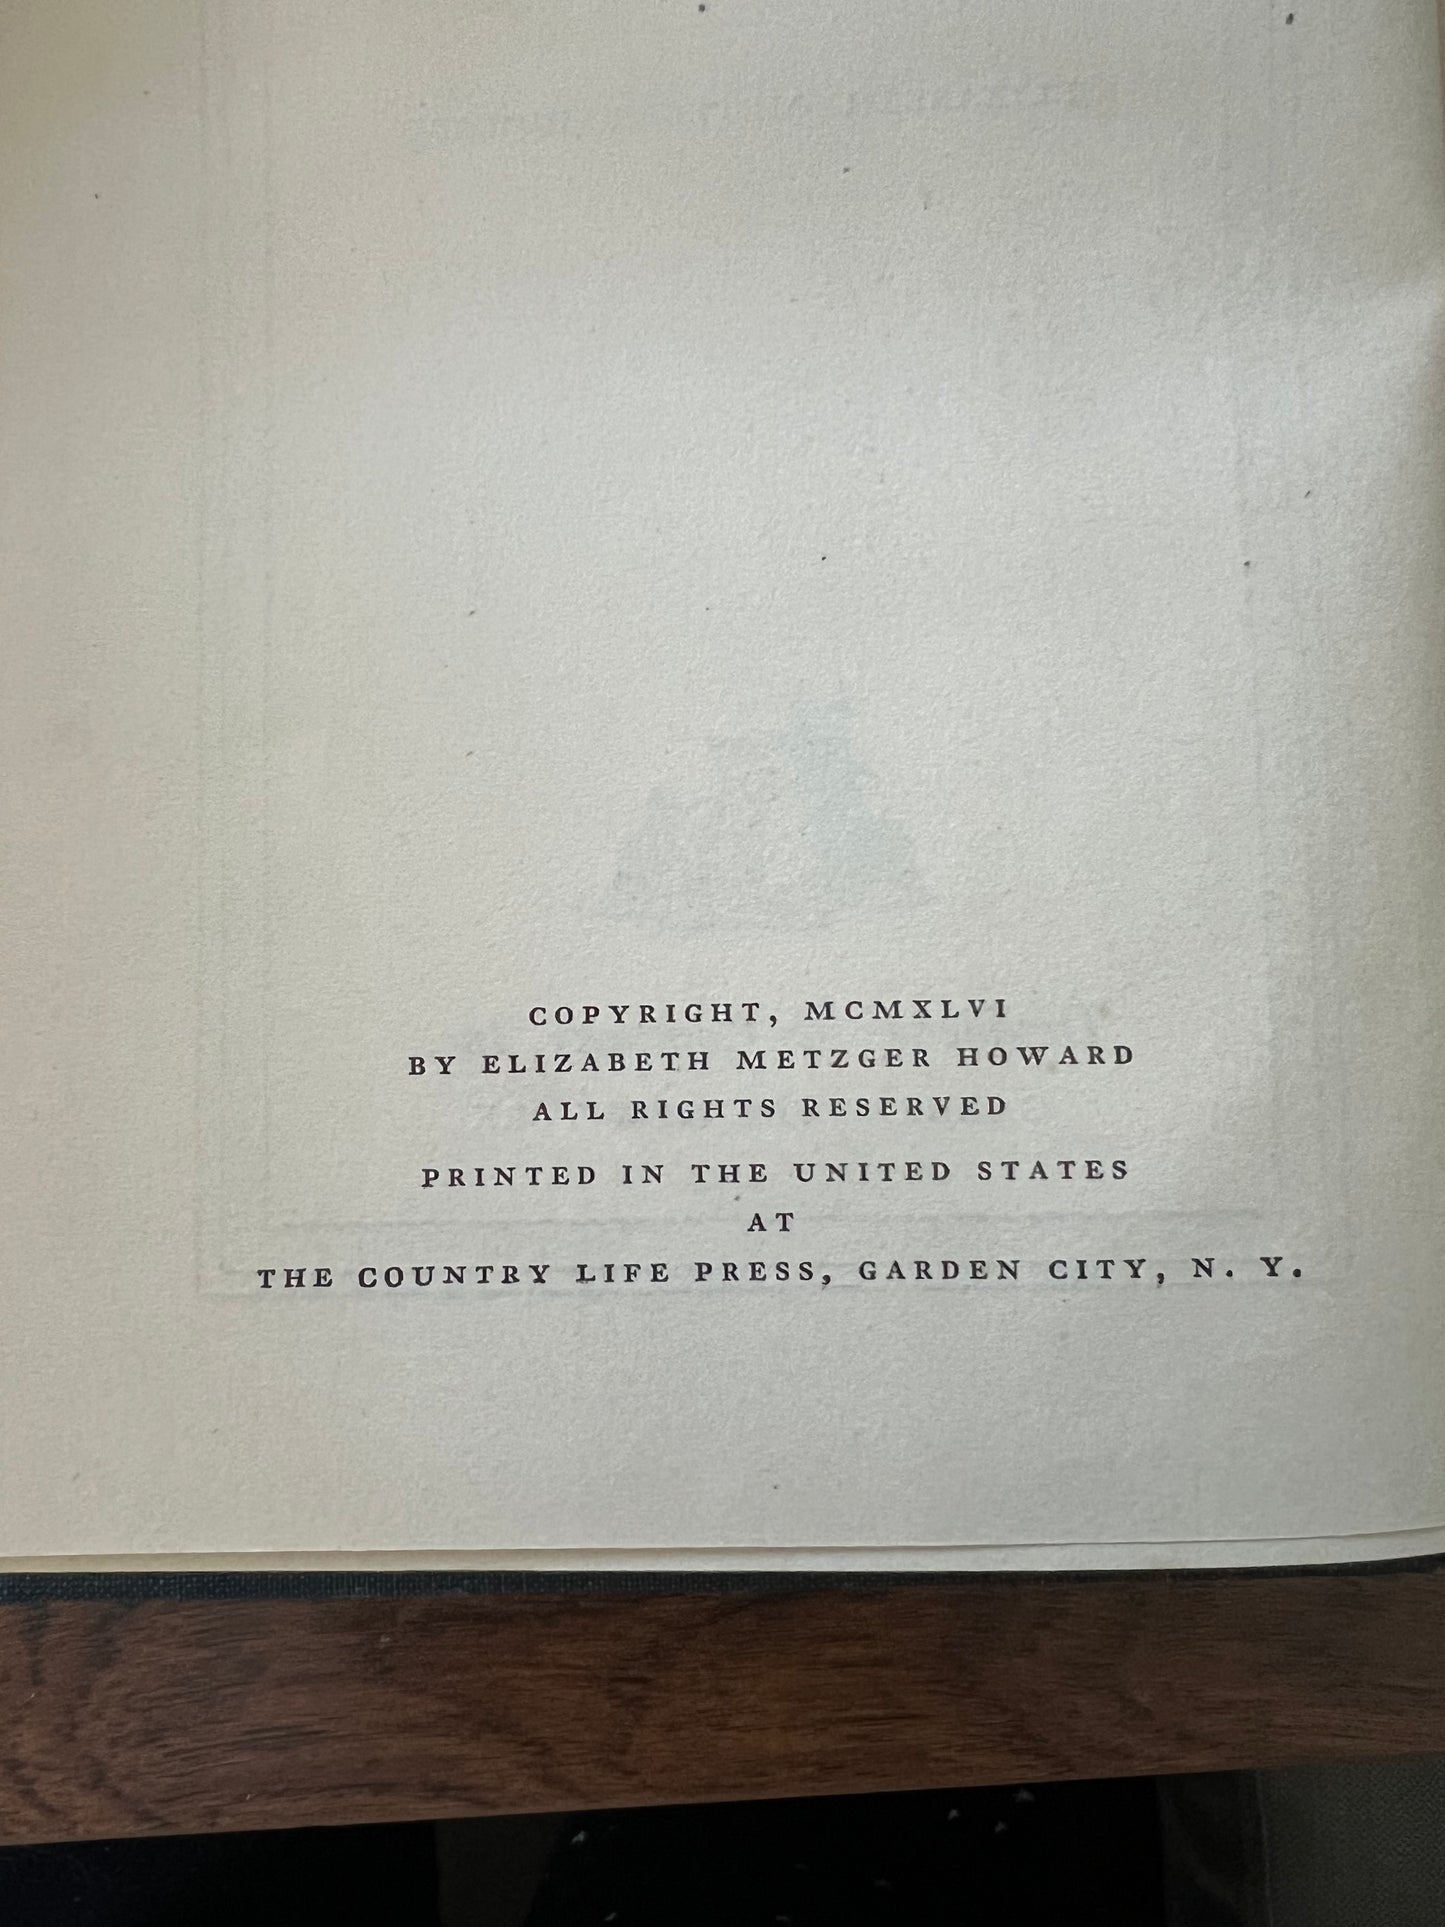 COPYRIGHT, MCMXLVI
BY ELIZABETH METZGER HOWARD
ALL RIGHTS RESERVED
PRINTED IN THE UNITED STATES
AT
THE COUNTRY LIFE PRESS, GARDEN CITY, N. Y.